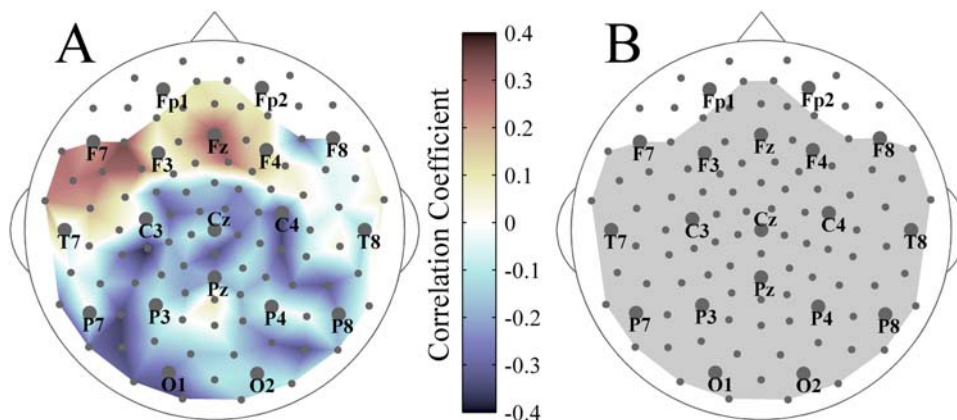 A
Fp1 Fp2
F7 F3 Fz F4 F8
T7 C3 Cz C4 T8
Pz
P7 P3 P4 P8
O1 O2
Correlation Coefficient
0.4
0.3
0.2
0.1
0
-0.1
-0.2
-0.3
-0.4
B
Fp1 Fp2
F7 F3 Fz F4 F8
T7 C3 Cz C4 T8
Pz
P7 P3 P4 P8
O1 O2